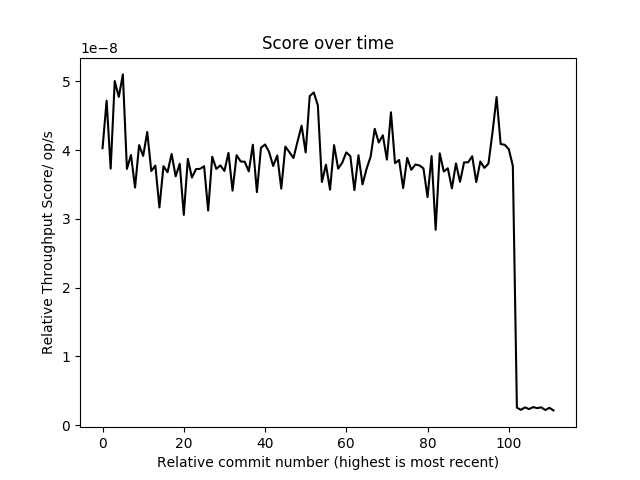 Score over time
1e−8
5
4
3
2
1
0
Relative Throughput Score/ op/s
0 20 40 60 80 100
Relative commit number (highest is most recent)